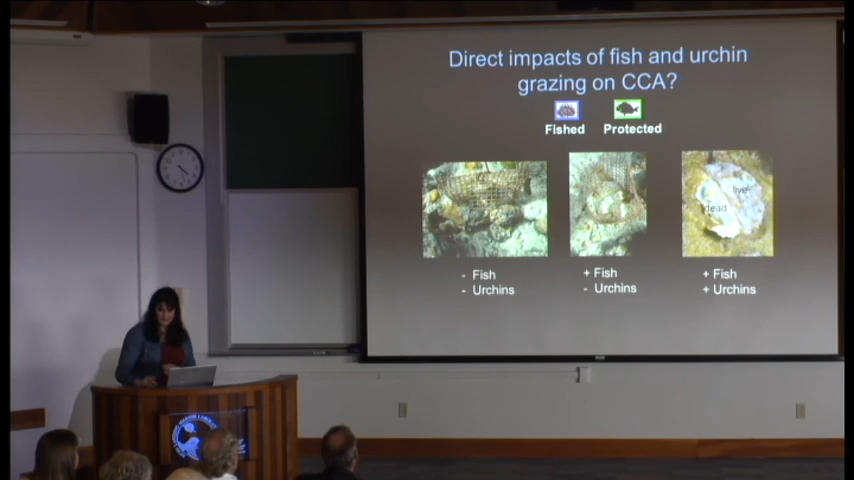 Direct impacts of fish and urchin
grazing on CCA?
Fished Protected
live
dead
- Fish
- Urchins
+ Fish
- Urchins
+ Fish
+ Urchins